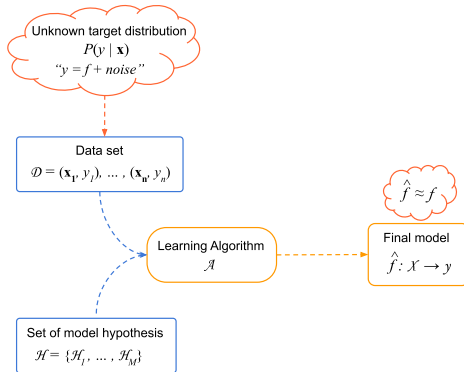 Unknown target distribution
P(y | x)
“y = f + noise”
Data set
𝒟 = (x₁, y₁), ... , (xₙ, yₙ)
f̂ ≈ f
Learning Algorithm
𝒜
Final model
f̂ : 𝒳 → y
Set of model hypothesis
ℋ = {ℋ₁, ... , ℋ_M}